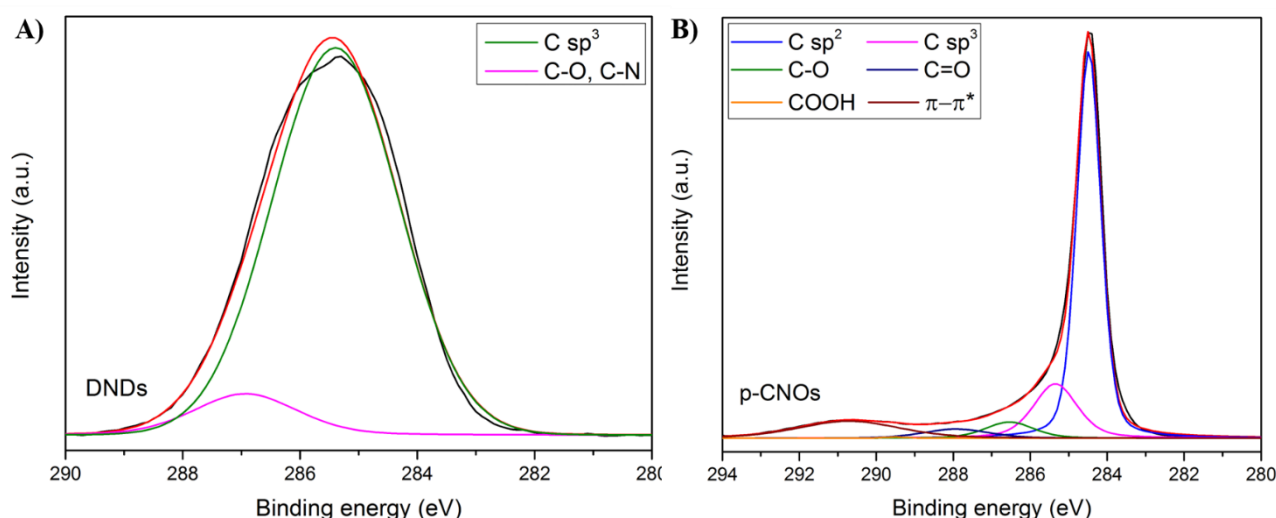 A)
C sp³
C-O, C-N
Intensity (a.u.)
DNDs
290 288 286 284 282 280
Binding energy (eV)
B)
C sp² C sp³
C-O C=O
COOH π−π*
Intensity (a.u.)
p-CNOs
294 292 290 288 286 284 282 280
Binding energy (eV)